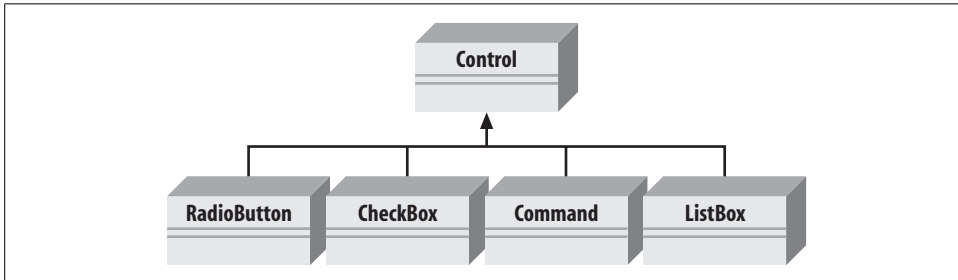 Control
RadioButton
CheckBox
Command
ListBox